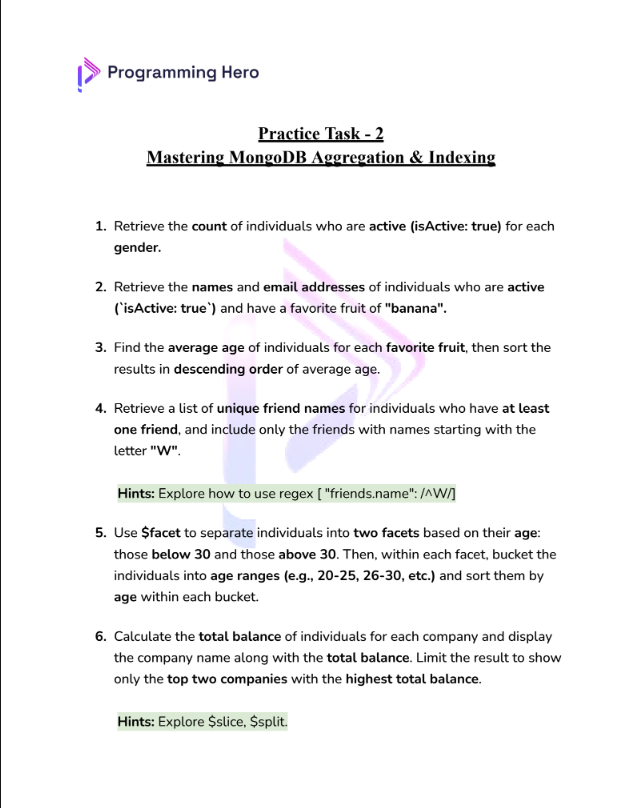 Programming Hero
Practice Task - 2
Mastering MongoDB Aggregation & Indexing
1. Retrieve the count of individuals who are active (isActive: true) for each
gender.
2. Retrieve the names and email addresses of individuals who are active
(`isActive: true`) and have a favorite fruit of "banana".
3. Find the average age of individuals for each favorite fruit, then sort the
results in descending order of average age.
4. Retrieve a list of unique friend names for individuals who have at least
one friend, and include only the friends with names starting with the
letter "W".
Hints: Explore how to use regex [ "friends.name": /^W/]
5. Use $facet to separate individuals into two facets based on their age:
those below 30 and those above 30. Then, within each facet, bucket the
individuals into age ranges (e.g., 20-25, 26-30, etc.) and sort them by
age within each bucket.
6. Calculate the total balance of individuals for each company and display
the company name along with the total balance. Limit the result to show
only the top two companies with the highest total balance.
Hints: Explore $slice, $split.